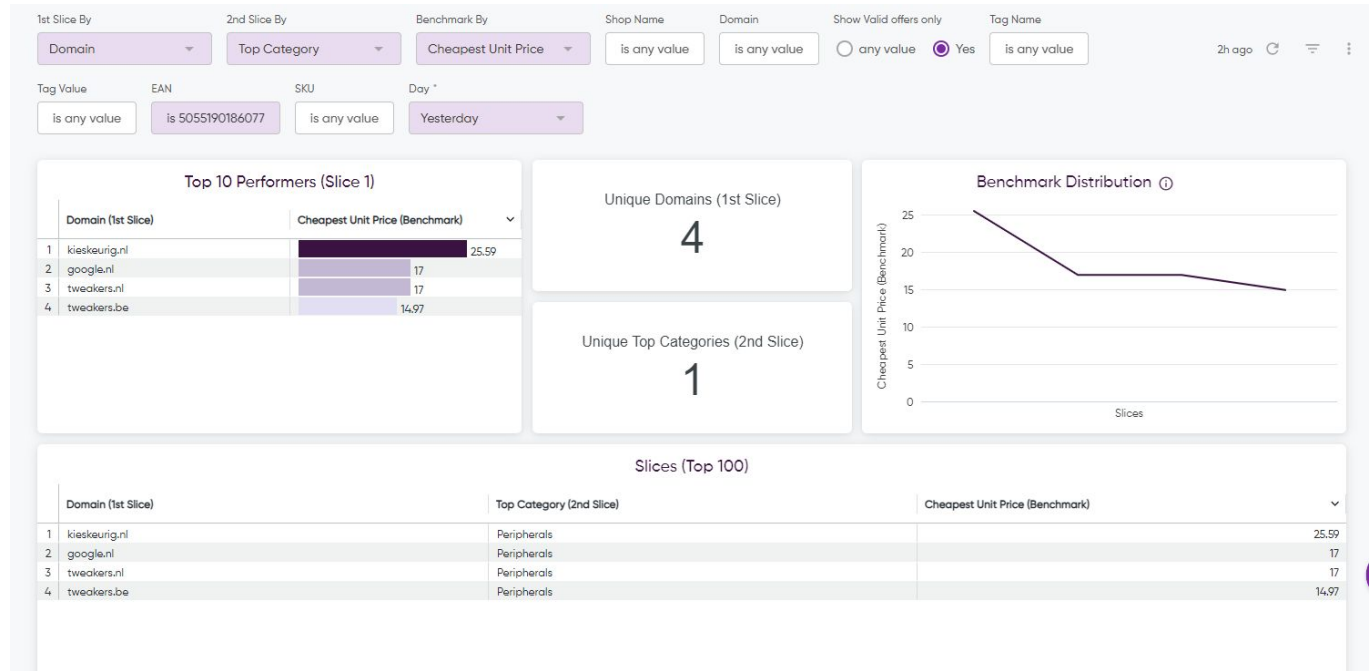 1st Slice By 2nd Slice By Benchmark By Shop Name Domain Show Valid offers only Tag Name
Domain Top Category Cheapest Unit Price is any value is any value any value Yes is any value 2h ago
Tag Value EAN SKU Day *
is any value is 5055190186077 is any value Yesterday
Top 10 Performers (Slice 1)
Domain (1st Slice) Cheapest Unit Price (Benchmark)
1 kieskeurig.nl 25.59
2 google.nl 17
3 tweakers.nl 17
4 tweakers.be 14.97
Unique Domains (1st Slice)
4
Unique Top Categories (2nd Slice)
1
Benchmark Distribution
Cheapest Unit Price (Benchmark)
25
20
15
10
5
0
Slices
Slices (Top 100)
Domain (1st Slice) Top Category (2nd Slice) Cheapest Unit Price (Benchmark)
1 kieskeurig.nl Peripherals 25.59
2 google.nl Peripherals 17
3 tweakers.nl Peripherals 17
4 tweakers.be Peripherals 14.97